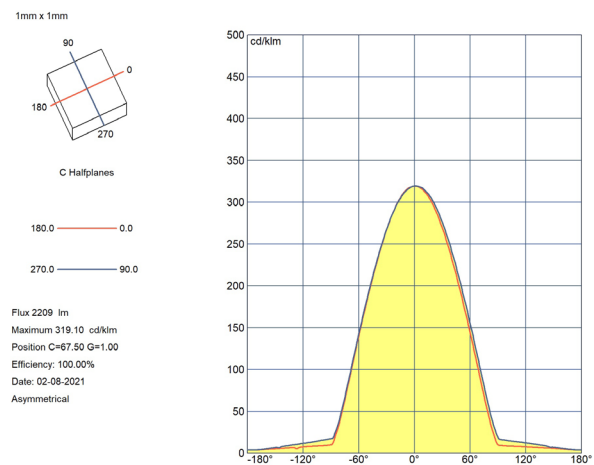 1mm x 1mm
90
0
180
270
C Halfplanes
180.0 0.0
270.0 90.0
Flux 2209 lm
Maximum 319.10 cd/klm
Position C=67.50 G=1.00
Efficiency: 100.00%
Date: 02-08-2021
Asymmetrical
500
cd/klm
450
400
350
300
250
200
150
100
50
0
-180° -120° -60° 0° 60° 120° 180°